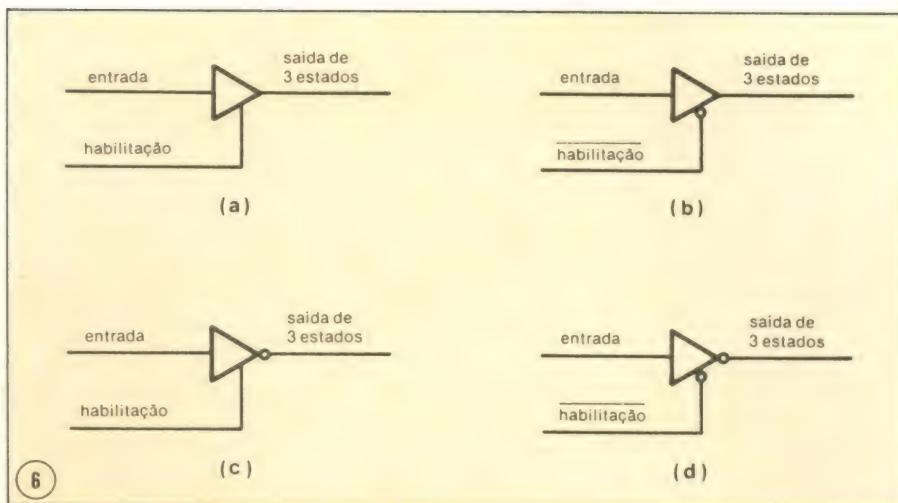 entrada
saida de
3 estados
habilitação
(a)
entrada
saida de
3 estados
habilitação
(b)
entrada
saida de
3 estados
habilitação
(c)
entrada
saida de
3 estados
habilitação
(d)
6